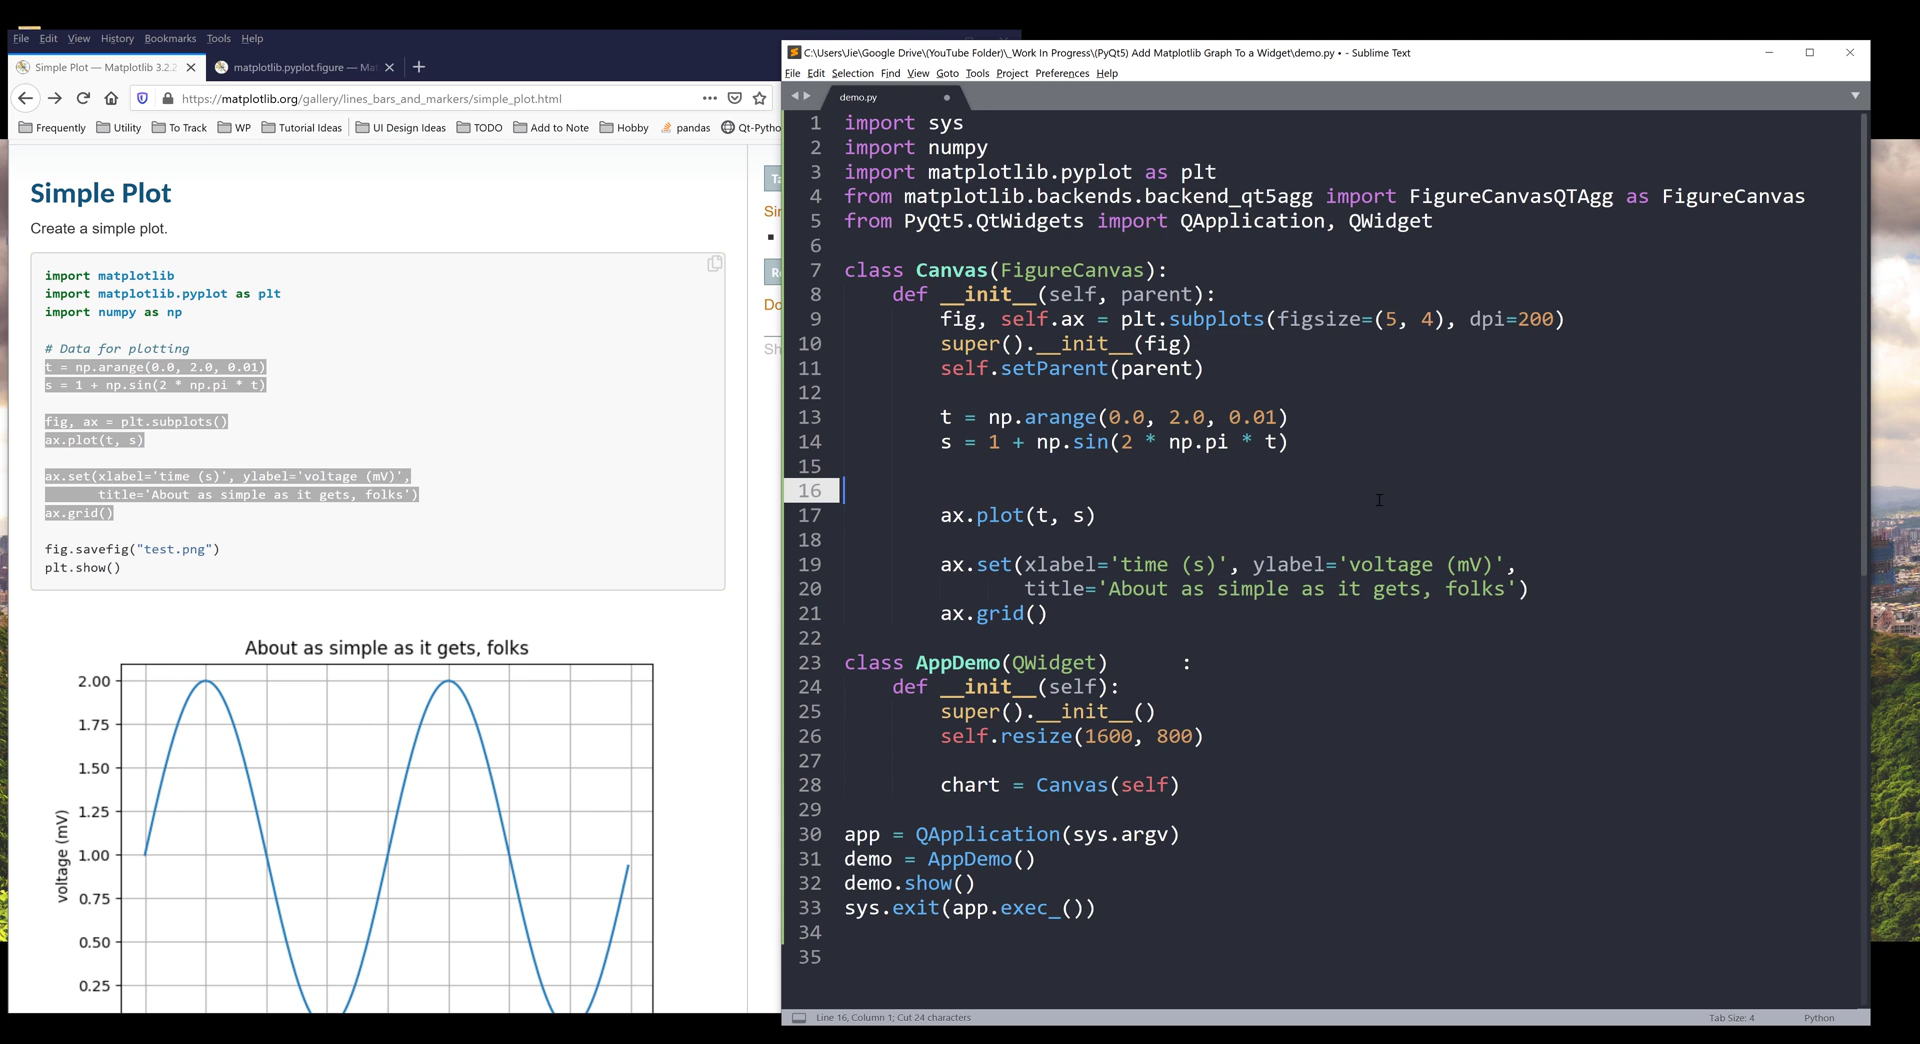 File Edit View History Bookmarks Tools Help
Simple Plot — Matplotlib 3.2.2
matplotlib.pyplot.figure — Mat
https://matplotlib.org/gallery/lines_bars_and_markers/simple_plot.html
Frequently Utility To Track WP Tutorial Ideas UI Design Ideas TODO Add to Note Hobby pandas Qt-Pytho
Simple Plot
Create a simple plot.
import matplotlib
import matplotlib.pyplot as plt
import numpy as np
# Data for plotting
t = np.arange(0.0, 2.0, 0.01)
s = 1 + np.sin(2 * np.pi * t)
fig, ax = plt.subplots()
ax.plot(t, s)
ax.set(xlabel='time (s)', ylabel='voltage (mV)',
title='About as simple as it gets, folks')
ax.grid()
fig.savefig("test.png")
plt.show()
About as simple as it gets, folks
2.00
1.75
1.50
1.25
1.00
0.75
0.50
0.25
voltage (mV)
Ta
Sim
Re
Do
Sh
C:\Users\Jie\Google Drive\(YouTube Folder)\_Work In Progress\(PyQt5) Add Matplotlib Graph To a Widget\demo.py • - Sublime Text
File Edit Selection Find View Goto Tools Project Preferences Help
demo.py
1 import sys
2 import numpy
3 import matplotlib.pyplot as plt
4 from matplotlib.backends.backend_qt5agg import FigureCanvasQTAgg as FigureCanvas
5 from PyQt5.QtWidgets import QApplication, QWidget
6
7 class Canvas(FigureCanvas):
8 def __init__(self, parent):
9 fig, self.ax = plt.subplots(figsize=(5, 4), dpi=200)
10 super().__init__(fig)
11 self.setParent(parent)
12
13 t = np.arange(0.0, 2.0, 0.01)
14 s = 1 + np.sin(2 * np.pi * t)
15
16
17 ax.plot(t, s)
18
19 ax.set(xlabel='time (s)', ylabel='voltage (mV)',
20 title='About as simple as it gets, folks')
21 ax.grid()
22
23 class AppDemo(QWidget) :
24 def __init__(self):
25 super().__init__()
26 self.resize(1600, 800)
27
28 chart = Canvas(self)
29
30 app = QApplication(sys.argv)
31 demo = AppDemo()
32 demo.show()
33 sys.exit(app.exec_())
34
35
Line 16, Column 1; Cut 24 characters
Tab Size: 4 Python